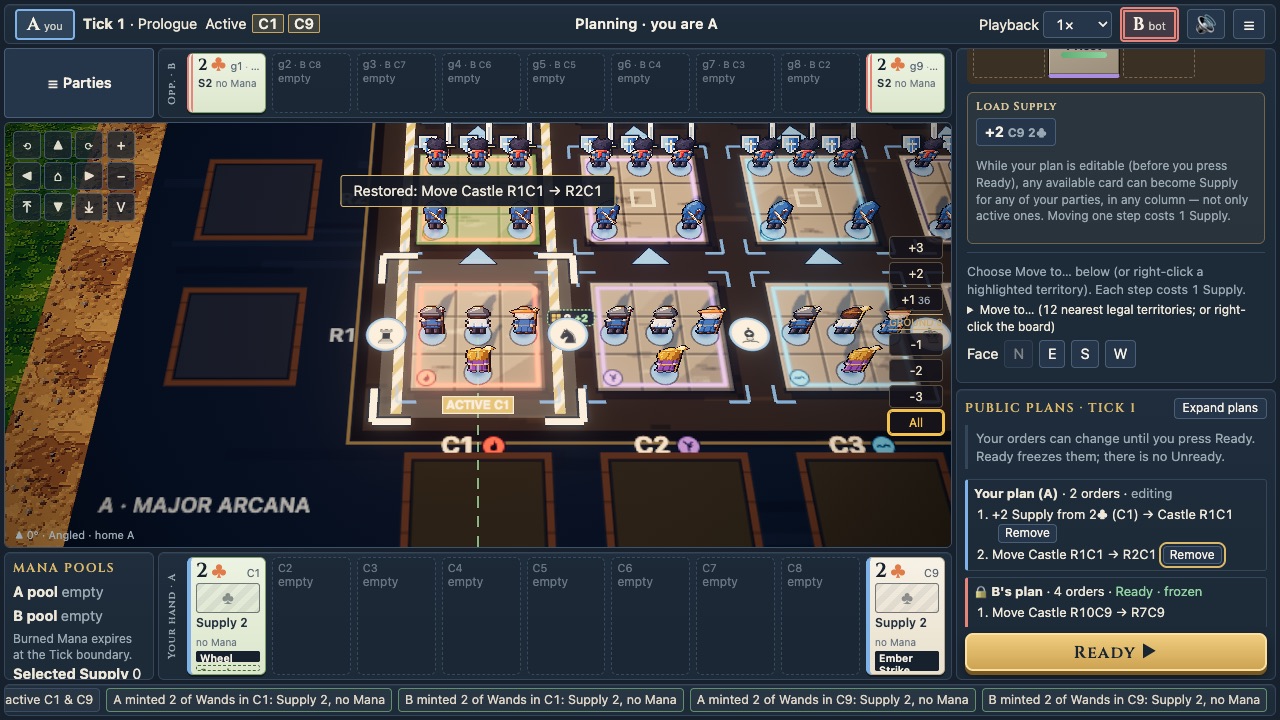 A you Tick 1 · Prologue Active C1 C9
Planning · you are A
Playback 1× B bot
≡ Parties
OPP. · B
2 ♣ g1 · ...
S2 no Mana
g2 · B C8
empty
g3 · B C7
empty
g4 · B C6
empty
g5 · B C5
empty
g6 · B C4
empty
g7 · B C3
empty
g8 · B C2
empty
2 ♣ g9 · ...
S2 no Mana
Restored: Move Castle R1C1 → R2C1
V
R1
ACTIVE C1
C1 C2 C3
A · MAJOR ARCANA
▲ 0° · Angled · home A
+3
+2
+1 36
GROUND 0
-1
-2
-3
All
LOAD SUPPLY
+2 C9 2♣
While your plan is editable (before you press
Ready), any available card can become Supply
for any of your parties, in any column — not only
active ones. Moving one step costs 1 Supply.
Choose Move to... below (or right-click a
highlighted territory). Each step costs 1 Supply.
▶ Move to... (12 nearest legal territories; or right-
click the board)
Face N E S W
PUBLIC PLANS · TICK 1 Expand plans
Your orders can change until you press Ready.
Ready freezes them; there is no Unready.
Your plan (A) · 2 orders · editing
1. +2 Supply from 2♣ (C1) → Castle R1C1
Remove
2. Move Castle R1C1 → R2C1 Remove
B's plan · 4 orders · Ready · frozen
1. Move Castle R10C9 → R7C9
READY ▶
MANA POOLS
A pool empty
B pool empty
Burned Mana expires
at the Tick boundary.
Selected Supply 0
YOUR HAND · A
2 ♣ C1
♣
Supply 2
no Mana
Wheel
C2
empty
C3
empty
C4
empty
C5
empty
C6
empty
C7
empty
C8
empty
2 ♣ C9
♣
Supply 2
no Mana
Ember
Strike
active C1 & C9
A minted 2 of Wands in C1: Supply 2, no Mana
B minted 2 of Wands in C1: Supply 2, no Mana
A minted 2 of Wands in C9: Supply 2, no Mana
B minted 2 of Wands in C9: Supply 2, no Mana